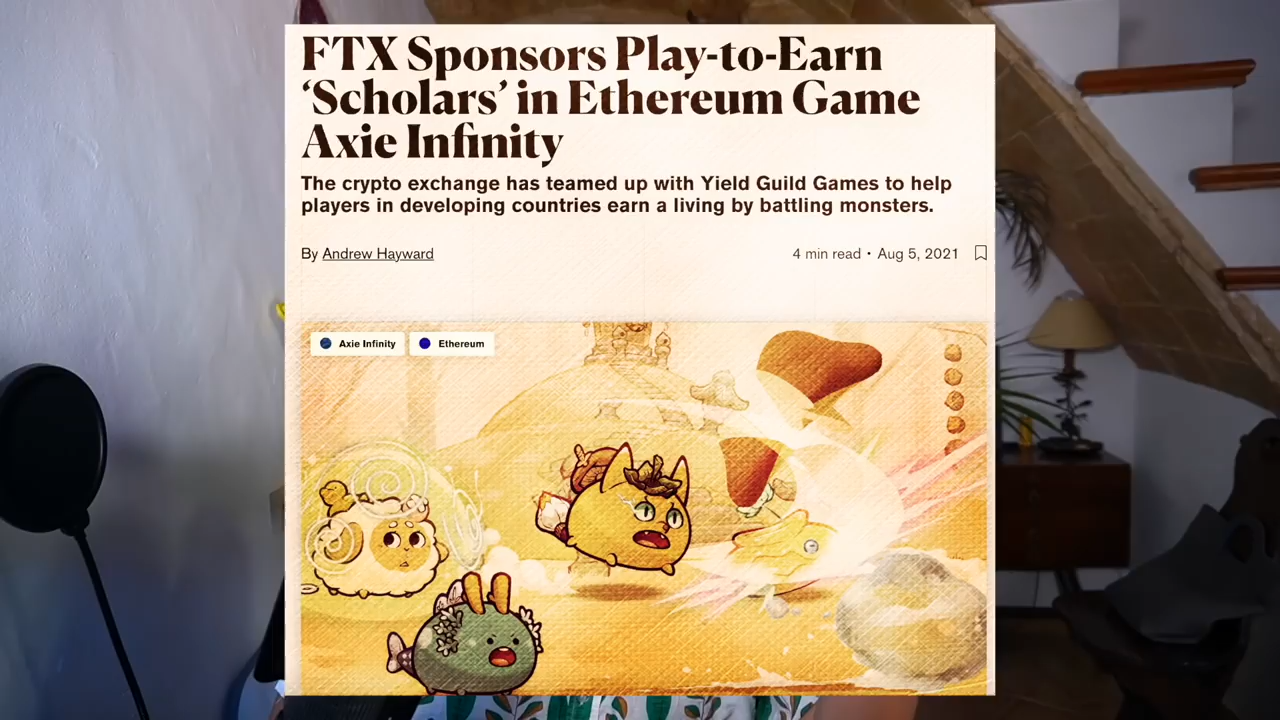 FTX Sponsors Play-to-Earn
‘Scholars’ in Ethereum Game
Axie Infinity
The crypto exchange has teamed up with Yield Guild Games to help
players in developing countries earn a living by battling monsters.
By Andrew Hayward
4 min read • Aug 5, 2021
Axie Infinity
Ethereum